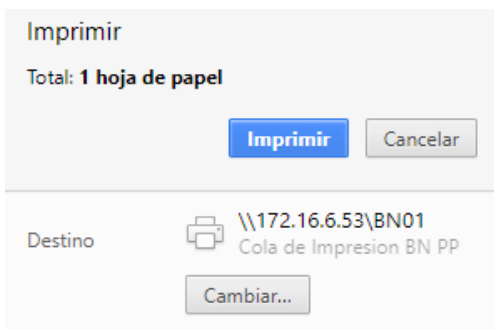 Imprimir
Total: 1 hoja de papel
Imprimir Cancelar
Destino \\172.16.6.53\BN01
Cola de Impresion BN PP
Cambiar...